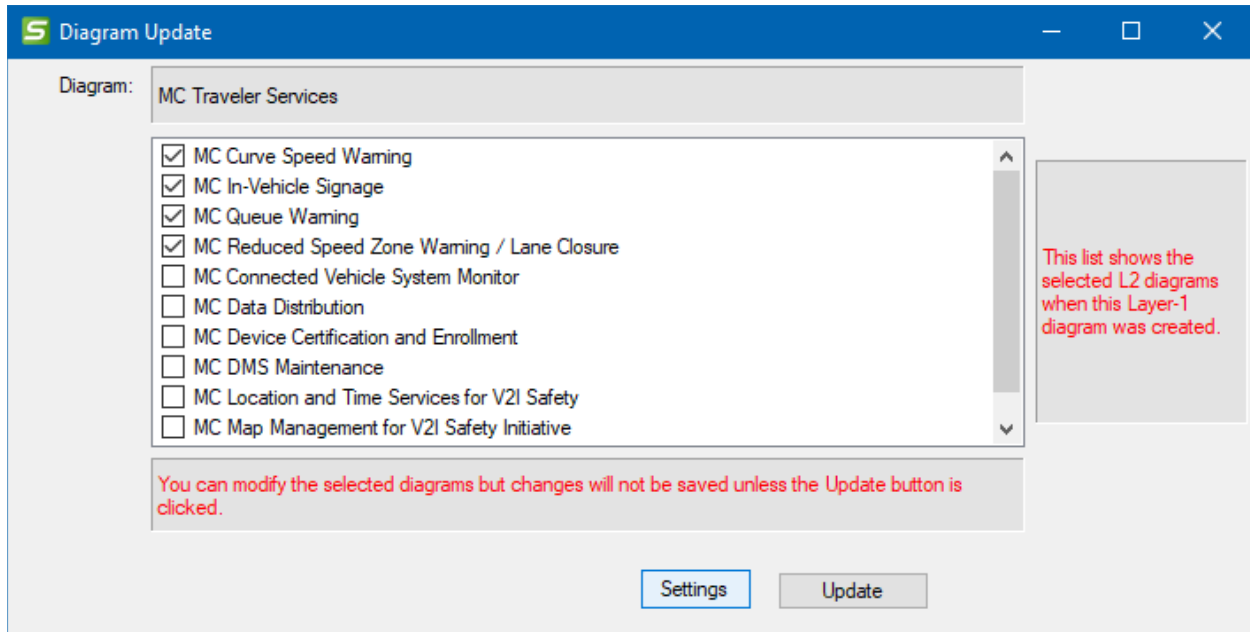 Diagram Update
Diagram:
MC Traveler Services
MC Curve Speed Warning
MC In-Vehicle Signage
MC Queue Warning
MC Reduced Speed Zone Warning / Lane Closure
MC Connected Vehicle System Monitor
MC Data Distribution
MC Device Certification and Enrollment
MC DMS Maintenance
MC Location and Time Services for V2I Safety
MC Map Management for V2I Safety Initiative
This list shows the
selected L2 diagrams
when this Layer-1
diagram was created.
You can modify the selected diagrams but changes will not be saved unless the Update button is
clicked.
Settings
Update